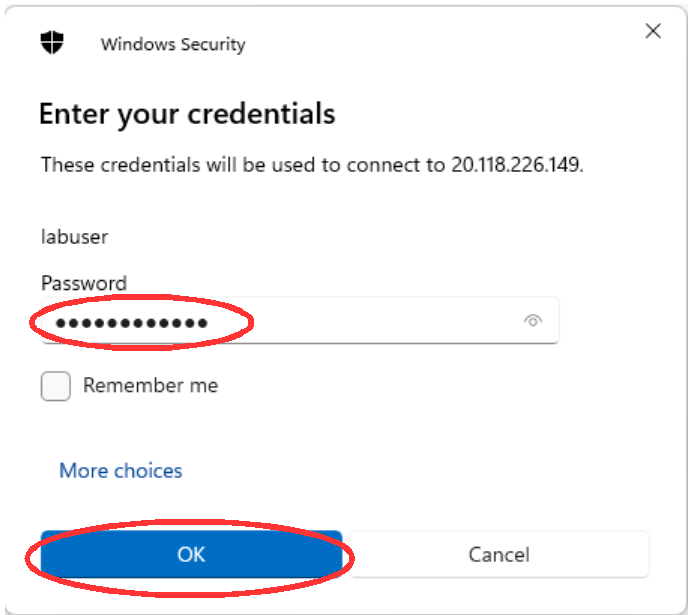 Windows Security
Enter your credentials
These credentials will be used to connect to 20.118.226.149.
labuser
Password
••••••••••••
Remember me
More choices
OK Cancel